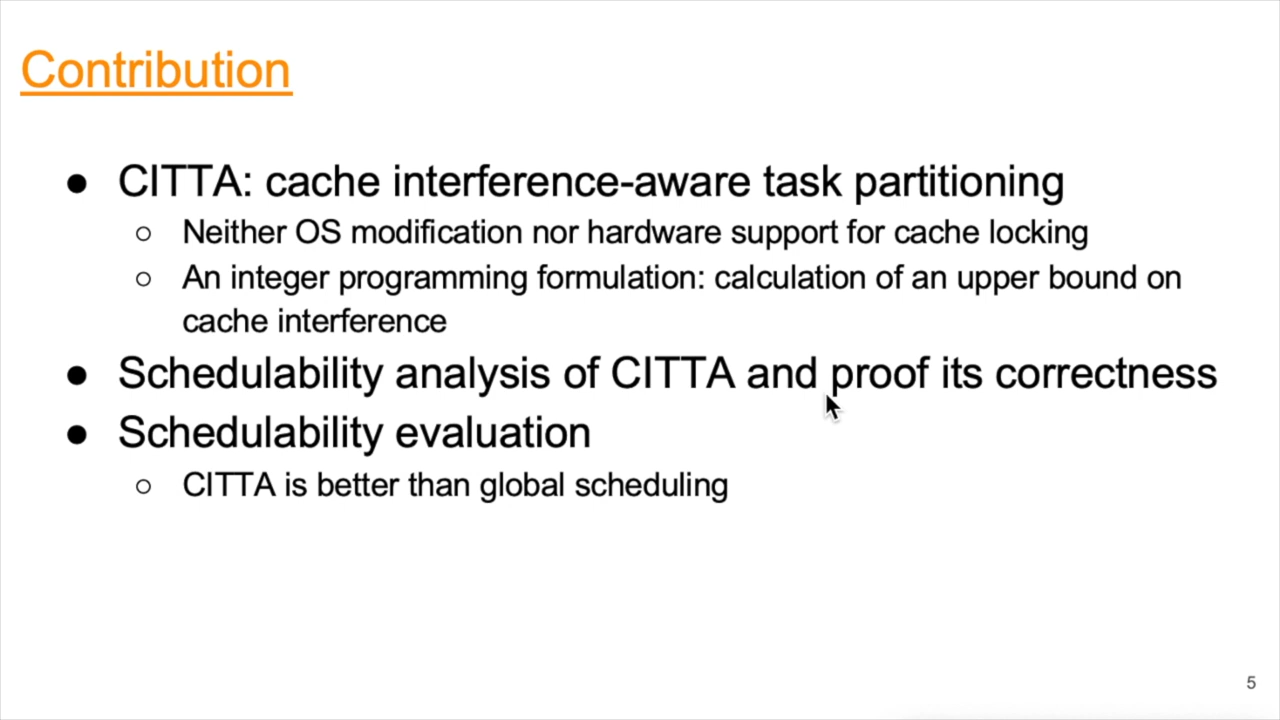 Contribution
● CITTA: cache interference-aware task partitioning
○ Neither OS modification nor hardware support for cache locking
○ An integer programming formulation: calculation of an upper bound on
cache interference
● Schedulability analysis of CITTA and proof its correctness
● Schedulability evaluation
○ CITTA is better than global scheduling
5